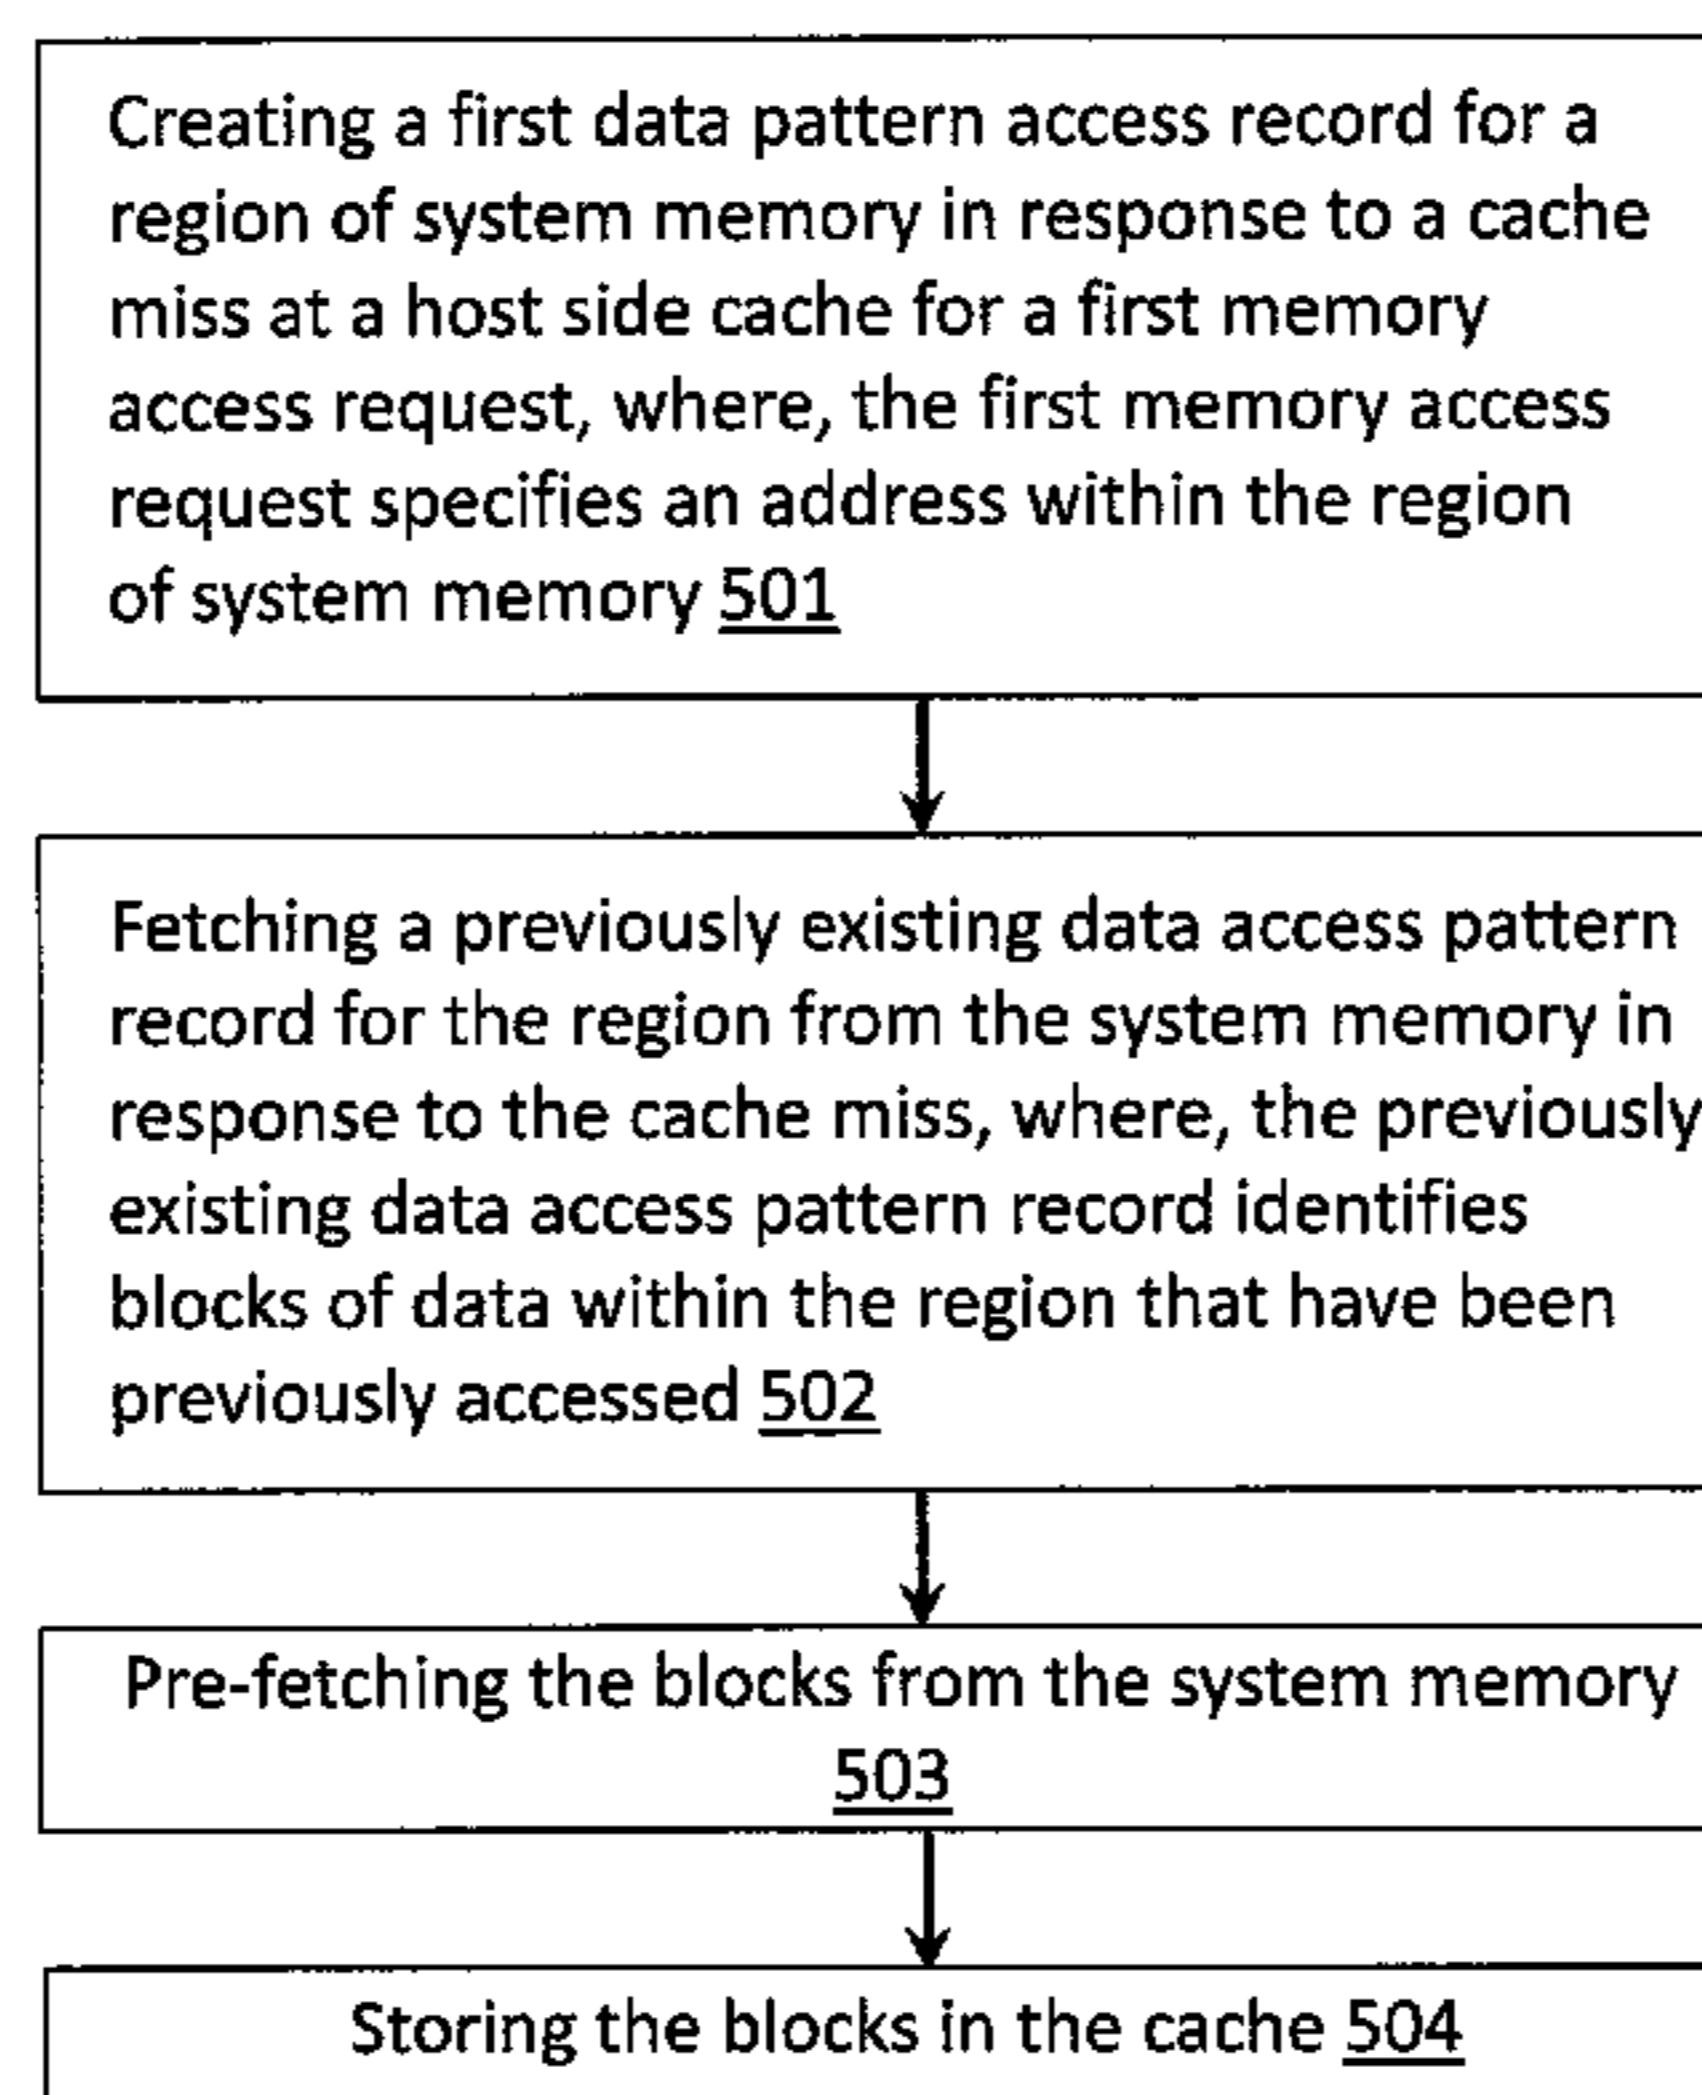 Creating a first data pattern access record for a
region of system memory in response to a cache
miss at a host side cache for a first memory
access request, where, the first memory access
request specifies an address within the region
of system memory 501
Fetching a previously existing data access pattern
record for the region from the system memory in
response to the cache miss, where, the previously
existing data access pattern record identifies
blocks of data within the region that have been
previously accessed 502
Pre-fetching the blocks from the system memory
503
Storing the blocks in the cache 504